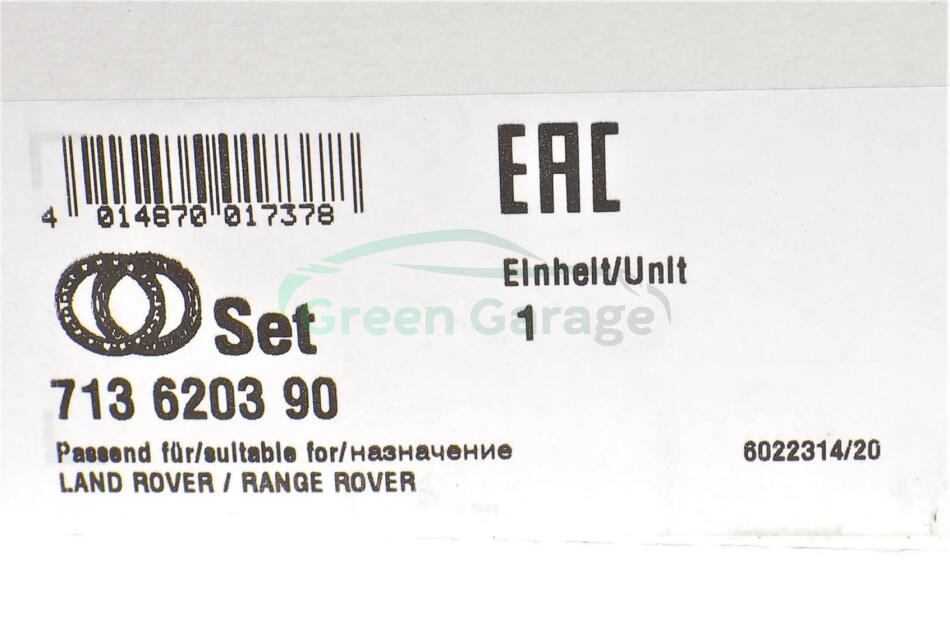 4 014870 017378
EAC
Einheit/Unit
1
Set
Green Garage
713 6203 90
Passend für/suitable for/назначение
LAND ROVER / RANGE ROVER
6022314/20